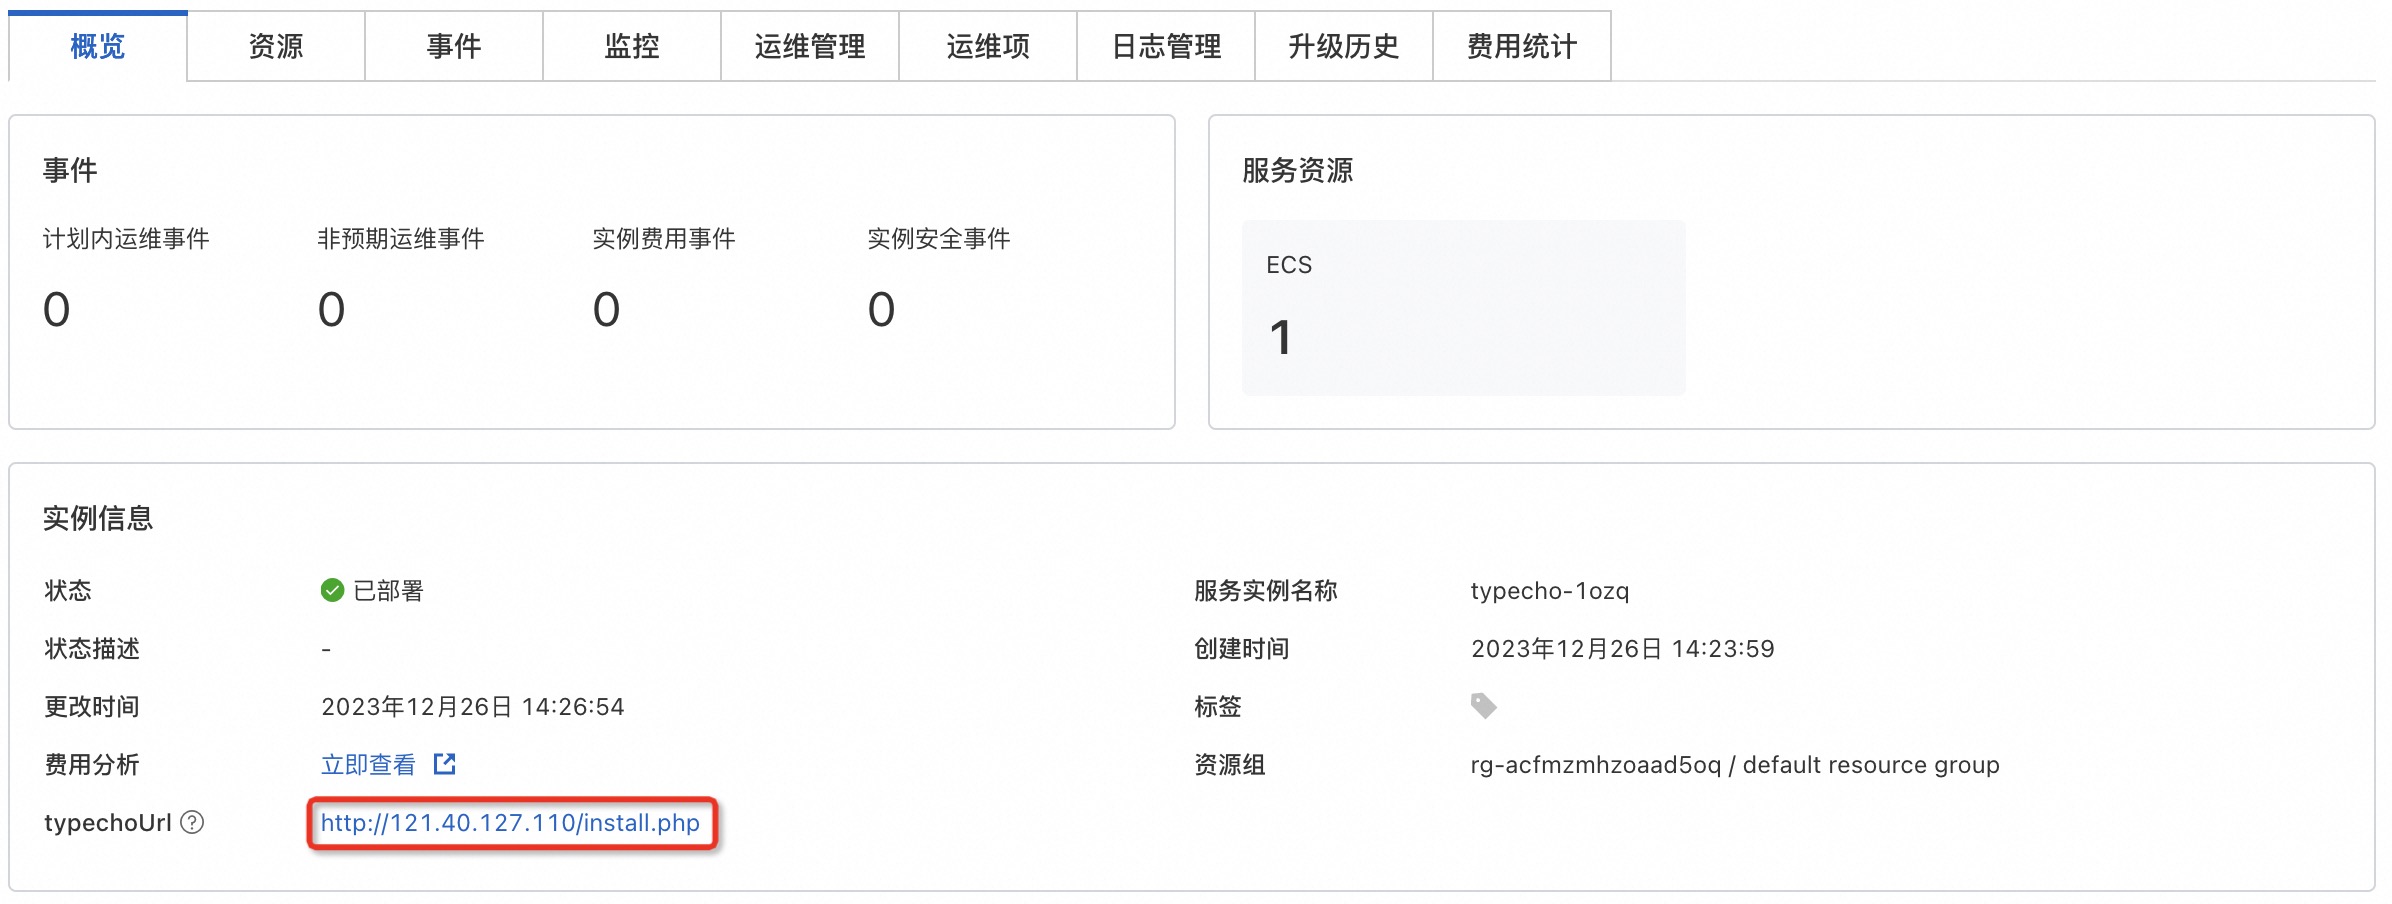 概览 资源 事件 监控 运维管理 运维项 日志管理 升级历史 费用统计
事件
计划内运维事件 非预期运维事件 实例费用事件 实例安全事件
0 0 0 0
服务资源
ECS
1
实例信息
状态 已部署 服务实例名称 typecho-1ozq
状态描述 - 创建时间 2023年12月26日 14:23:59
更改时间 2023年12月26日 14:26:54 标签
费用分析 立即查看 资源组 rg-acfmzmhzoaad5oq / default resource group
typechoUrl ? http://121.40.127.110/install.php